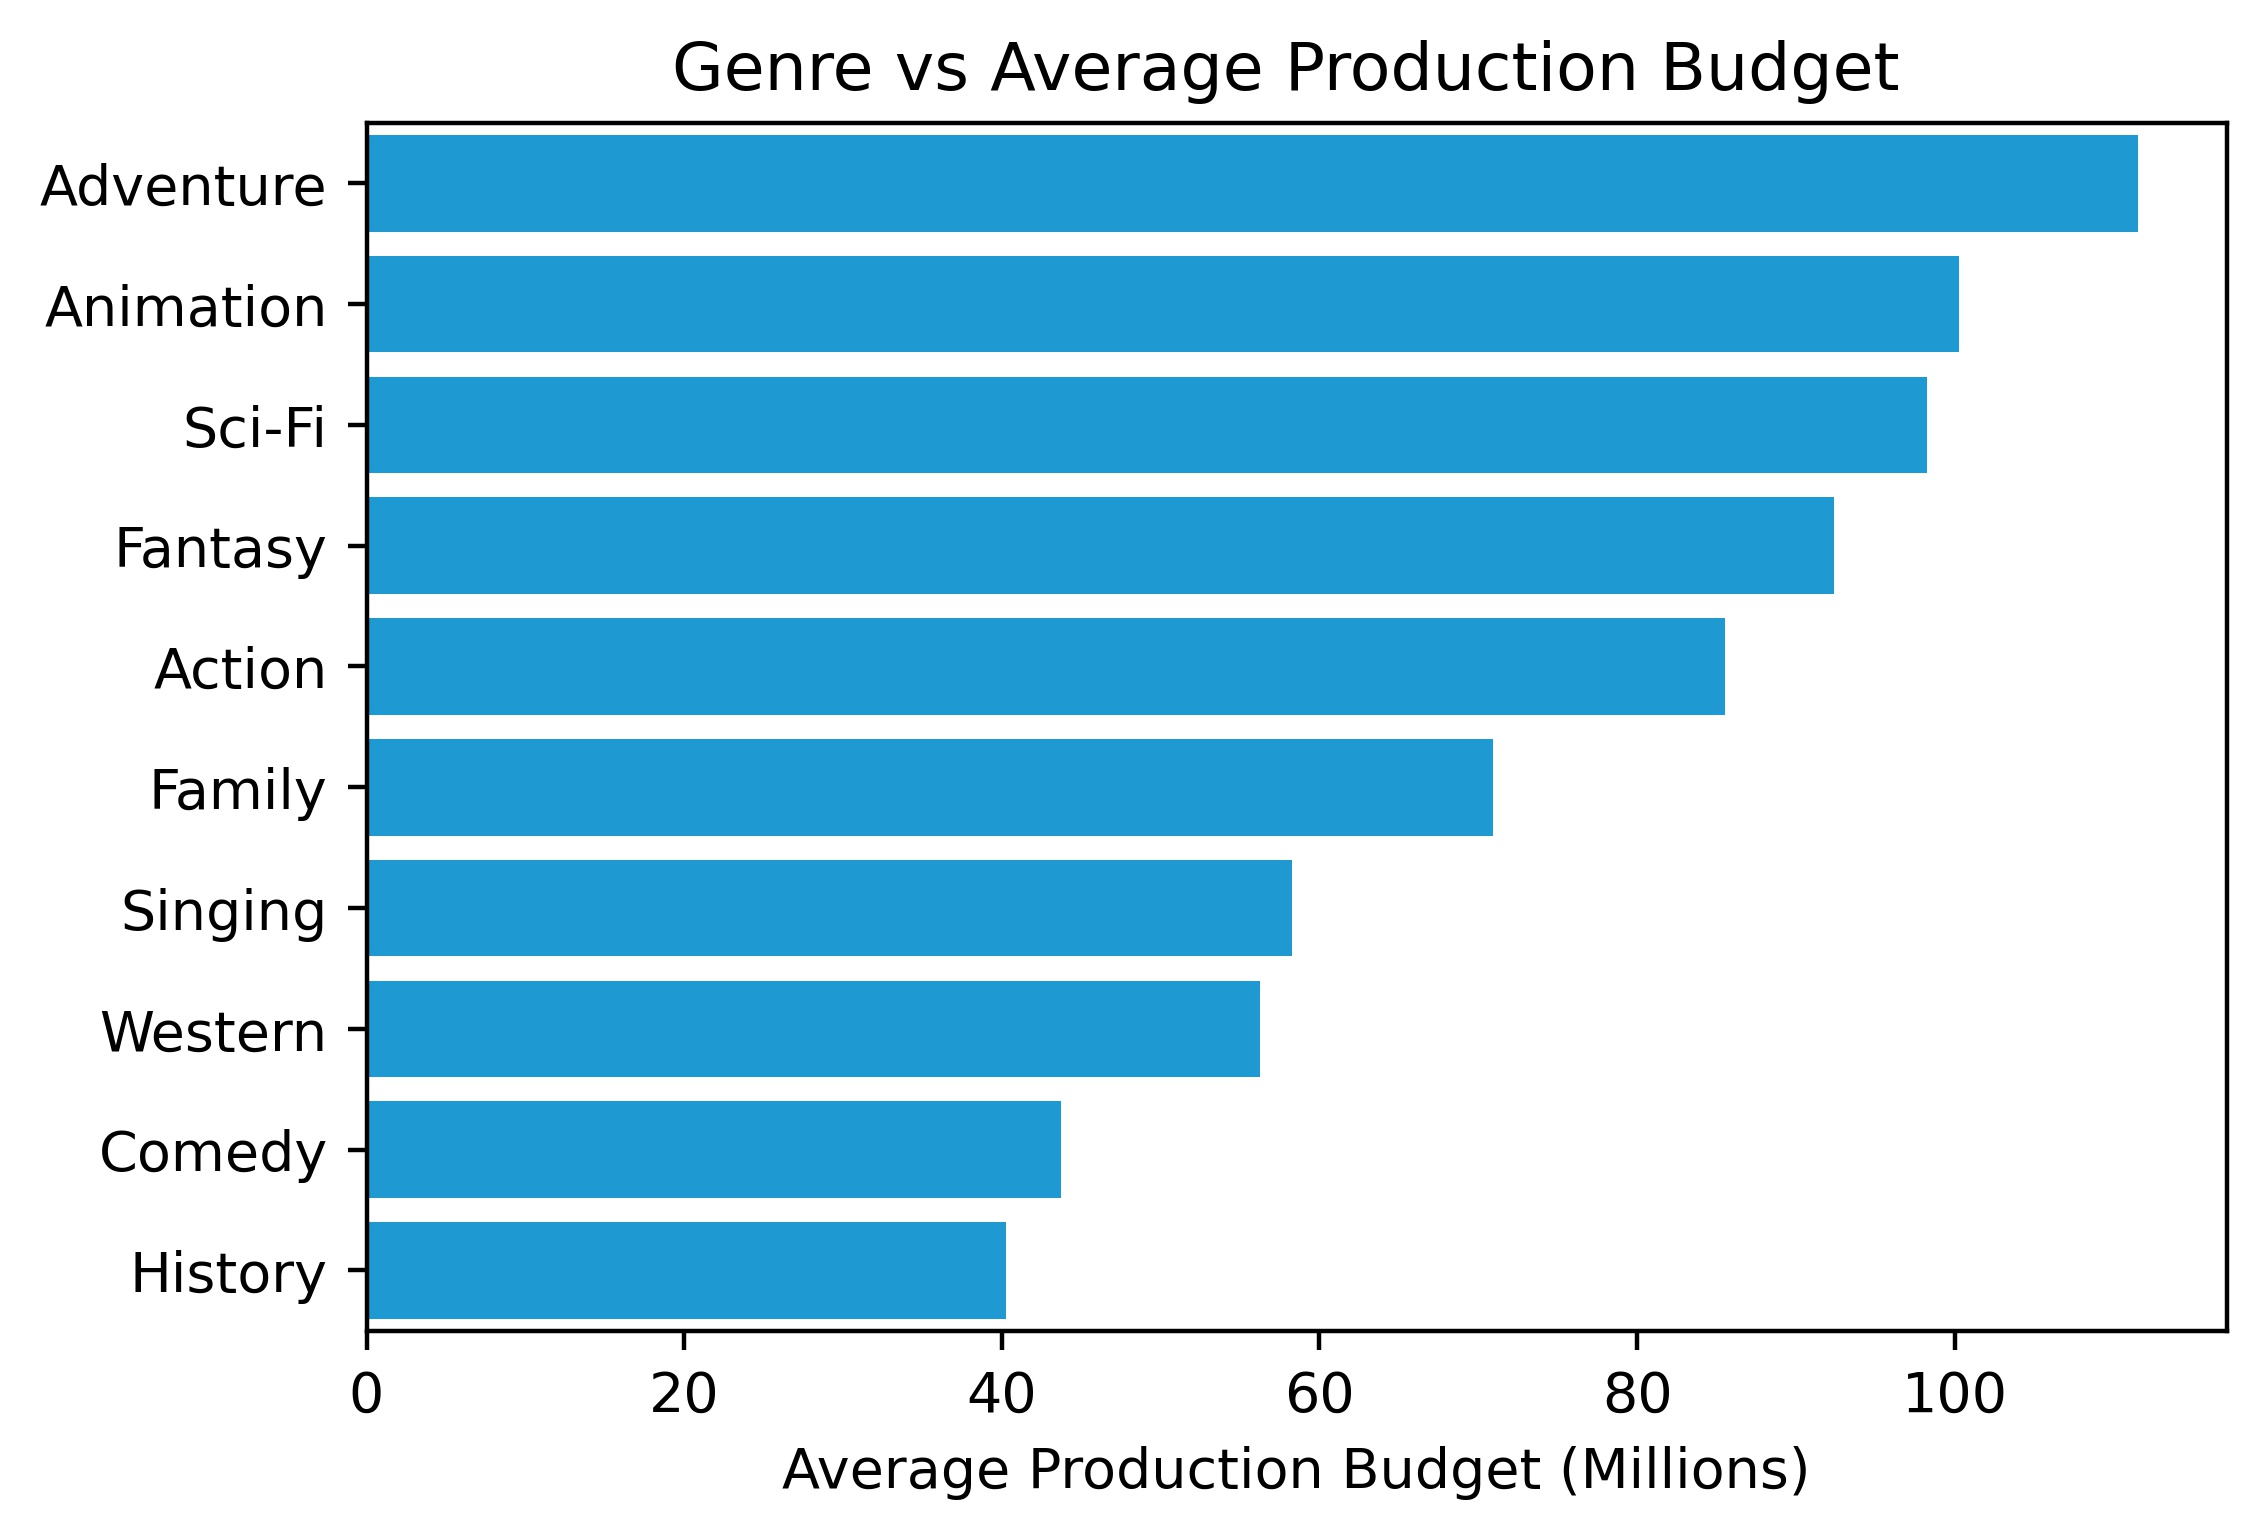 Genre vs Average Production Budget
Adventure
Animation
Sci-Fi
Fantasy
Action
Family
Singing
Western
Comedy
History
0 20 40 60 80 100
Average Production Budget (Millions)